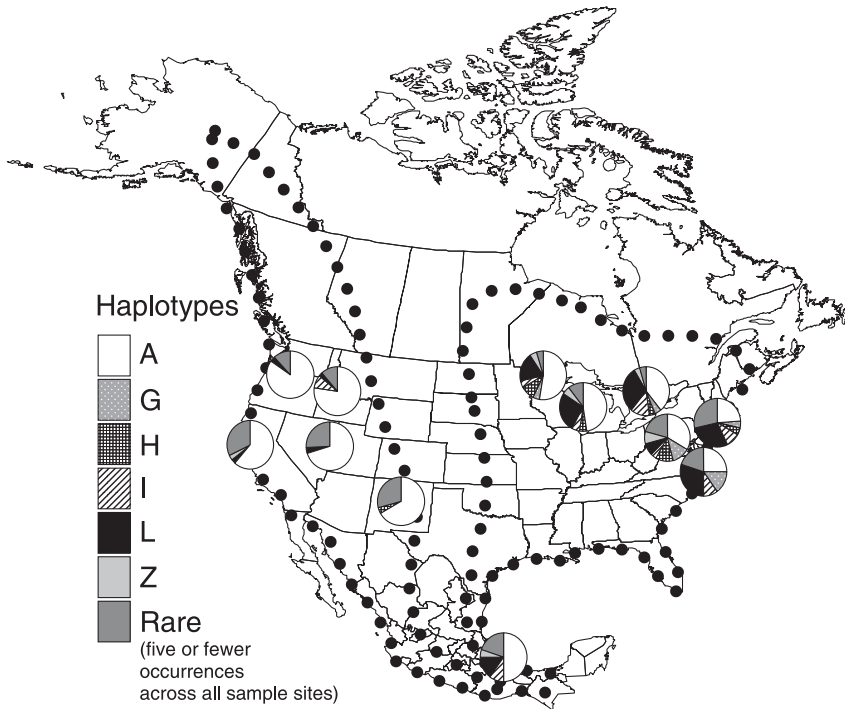 Haplotypes
A
G
H
I
L
Z
Rare
(five or fewer
occurrences
across all sample sites)